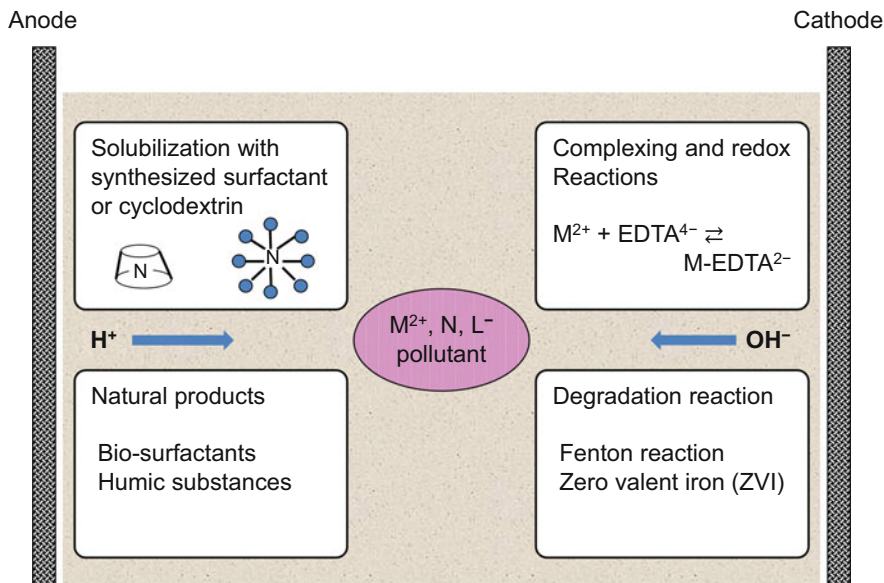 Anode
Cathode
Solubilization with
synthesized surfactant
or cyclodextrin
N
N
Complexing and redox
Reactions
M²⁺ + EDTA⁴⁻ ⇄
M-EDTA²⁻
H⁺
M²⁺, N, L⁻
pollutant
OH⁻
Natural products
Bio-surfactants
Humic substances
Degradation reaction
Fenton reaction
Zero valent iron (ZVI)